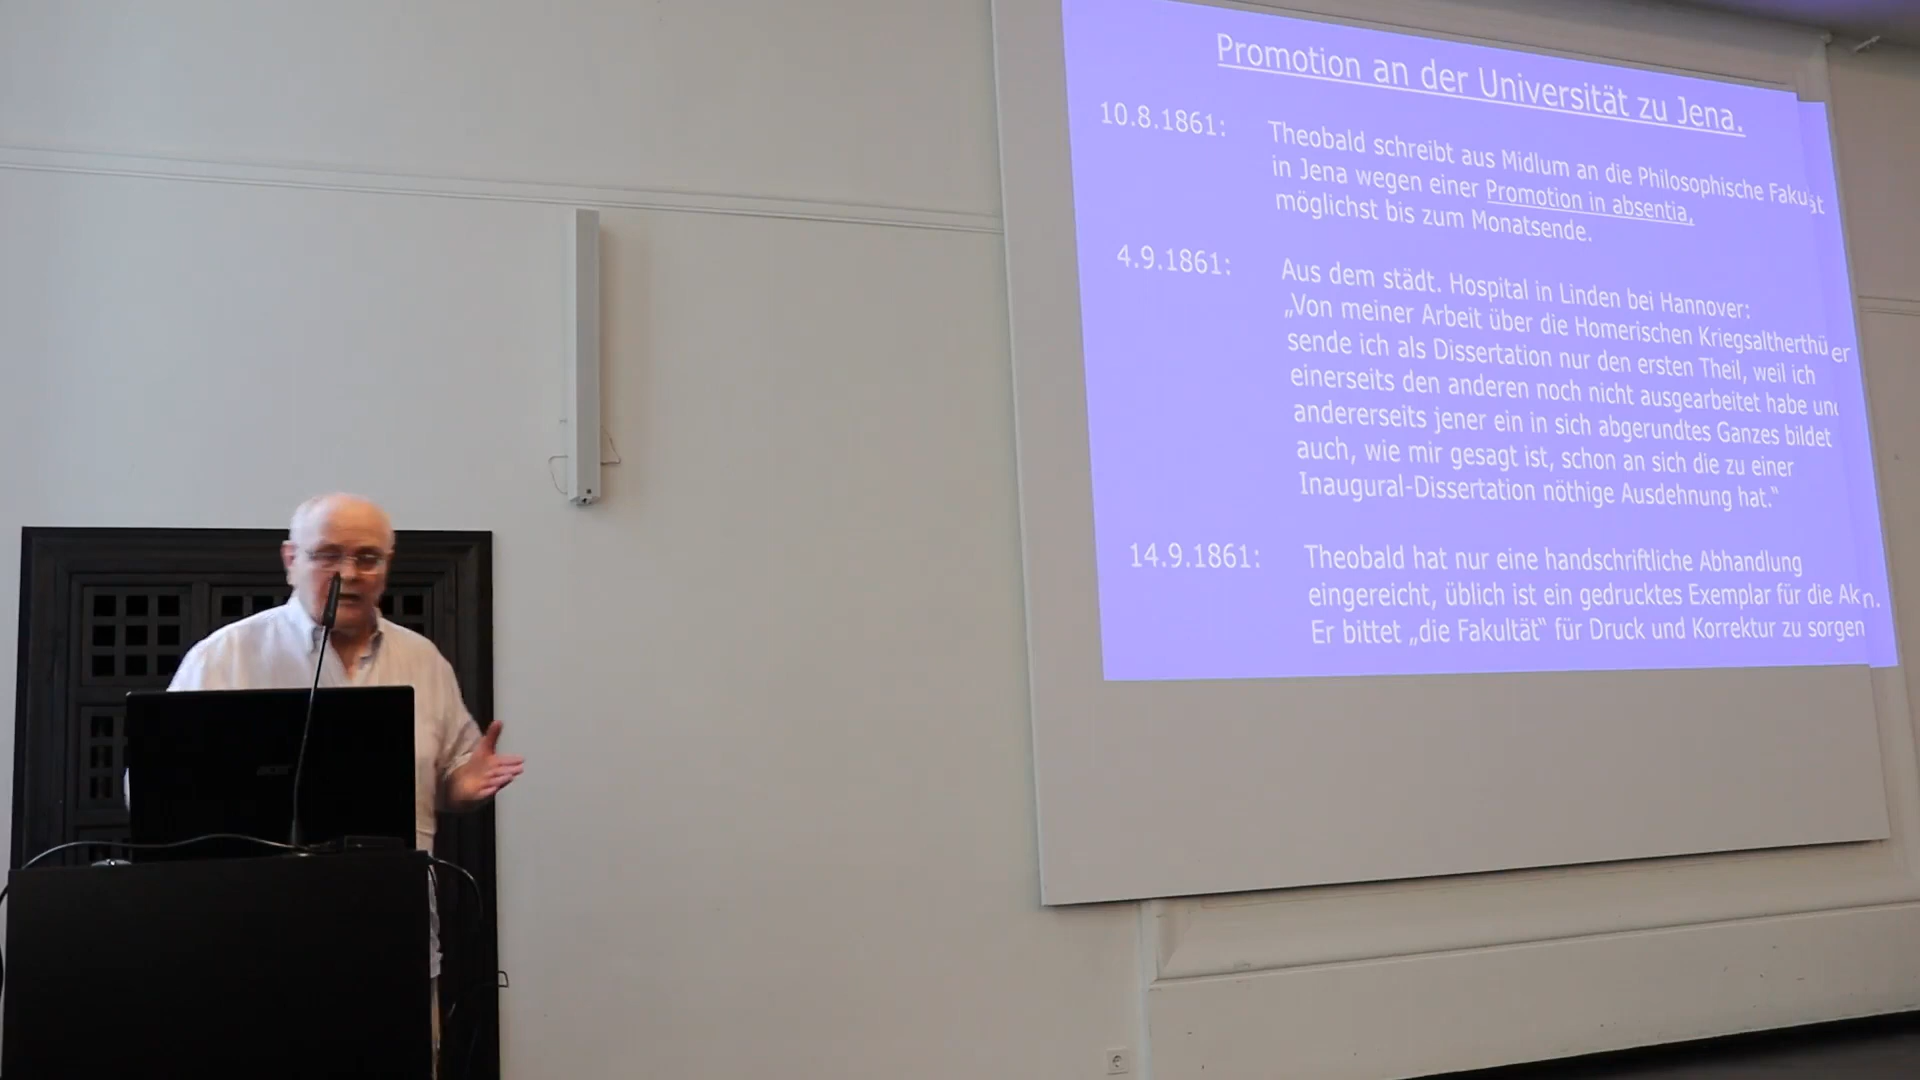 Promotion an der Universität zu Jena.
10.8.1861: Theobald schreibt aus Midlum an die Philosophische
in Jena wegen einer Promotion in absentia,
möglichst bis zum Monatsende.
4.9.1861: Aus dem städt. Hospital in Linden bei Hannover:
„Von meiner Arbeit über die Homerischen
sende ich als Dissertation nur den ersten Theil, weil ich
einerseits den anderen noch nicht ausgearbeitet habe und
andererseits jener ein in sich abgerundtes Ganzes bildet
auch, wie mir gesagt ist, schon an sich die zu einer
Inaugural-Dissertation nöthige Ausdehnung hat.“
14.9.1861: Theobald hat nur eine handschriftliche Abhandlung
eingereicht, üblich ist ein gedrucktes Exemplar für die
Er bittet „die Fakultät“ für Druck und Korrektur zu sorgen
acer